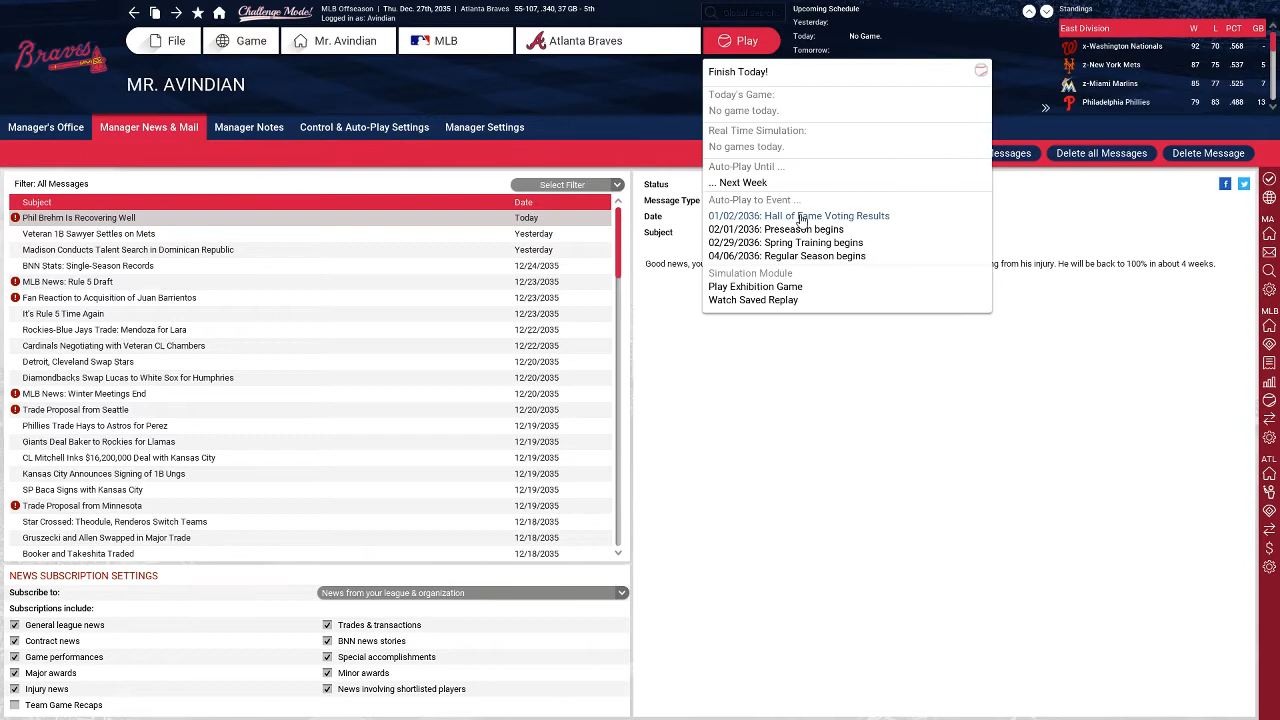 Challenge Mode!
MLB Offseason | Thu. Dec. 27th, 2035 | Atlanta Braves 55-107, .340, 37 GB - 5th
Logged in as: Avindian
Global Search...
Upcoming Schedule
Yesterday:
Today: No Game.
Tomorrow:
Standings
East Division W L PCT GB
x-Washington Nationals 92 70 .568 -
z-New York Mets 87 75 .537 5
z-Miami Marlins 85 77 .525 7
Philadelphia Phillies 79 83 .488 13
Braves
File
Game
Mr. Avindian
MLB
Atlanta Braves
Play
MR. AVINDIAN
Manager's Office
Manager News & Mail
Manager Notes
Control & Auto-Play Settings
Manager Settings
Finish Today!
Today's Game:
No game today.
Real Time Simulation:
No games today.
Auto-Play Until ...
... Next Week
Auto-Play to Event ...
01/02/2036: Hall of Fame Voting Results
02/01/2036: Preseason begins
02/29/2036: Spring Training begins
04/06/2036: Regular Season begins
Simulation Module
Play Exhibition Game
Watch Saved Replay
Messages
Delete all Messages
Delete Message
Filter: All Messages
Select Filter
Subject Date
Phil Brehm Is Recovering Well Today
Veteran 1B Sawyer Settles on Mets Yesterday
Madison Conducts Talent Search in Dominican Republic Yesterday
BNN Stats: Single-Season Records 12/24/2035
MLB News: Rule 5 Draft 12/23/2035
Fan Reaction to Acquisition of Juan Barrientos 12/23/2035
It's Rule 5 Time Again 12/23/2035
Rockies-Blue Jays Trade: Mendoza for Lara 12/22/2035
Cardinals Negotiating with Veteran CL Chambers 12/22/2035
Detroit, Cleveland Swap Stars 12/20/2035
Diamondbacks Swap Lucas to White Sox for Humphries 12/20/2035
MLB News: Winter Meetings End 12/20/2035
Trade Proposal from Seattle 12/20/2035
Phillies Trade Hays to Astros for Perez 12/19/2035
Giants Deal Baker to Rockies for Llamas 12/19/2035
CL Mitchell Inks $16,200,000 Deal with Kansas City 12/19/2035
Kansas City Announces Signing of 1B Ungs 12/19/2035
SP Baca Signs with Kansas City 12/19/2035
Trade Proposal from Minnesota 12/19/2035
Star Crossed: Theodule, Renderos Switch Teams 12/18/2035
Gruszecki and Allen Swapped in Major Trade 12/18/2035
Booker and Takeshita Traded 12/18/2035
Status
Message Type
Date
Subject
Good news, you from his injury. He will be back to 100% in about 4 weeks.
NEWS SUBSCRIPTION SETTINGS
Subscribe to: News from your league & organization
Subscriptions include:
General league news Trades & transactions
Contract news BNN news stories
Game performances Special accomplishments
Major awards Minor awards
Injury news News involving shortlisted players
Team Game Recaps
MA
MLB
ATL